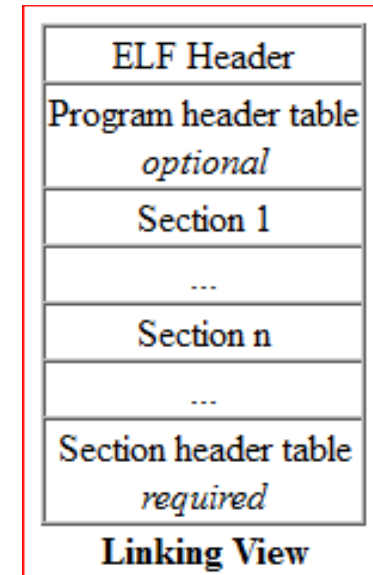 ELF Header
Program header table
optional
Section 1
...
Section n
...
Section header table
required
Linking View